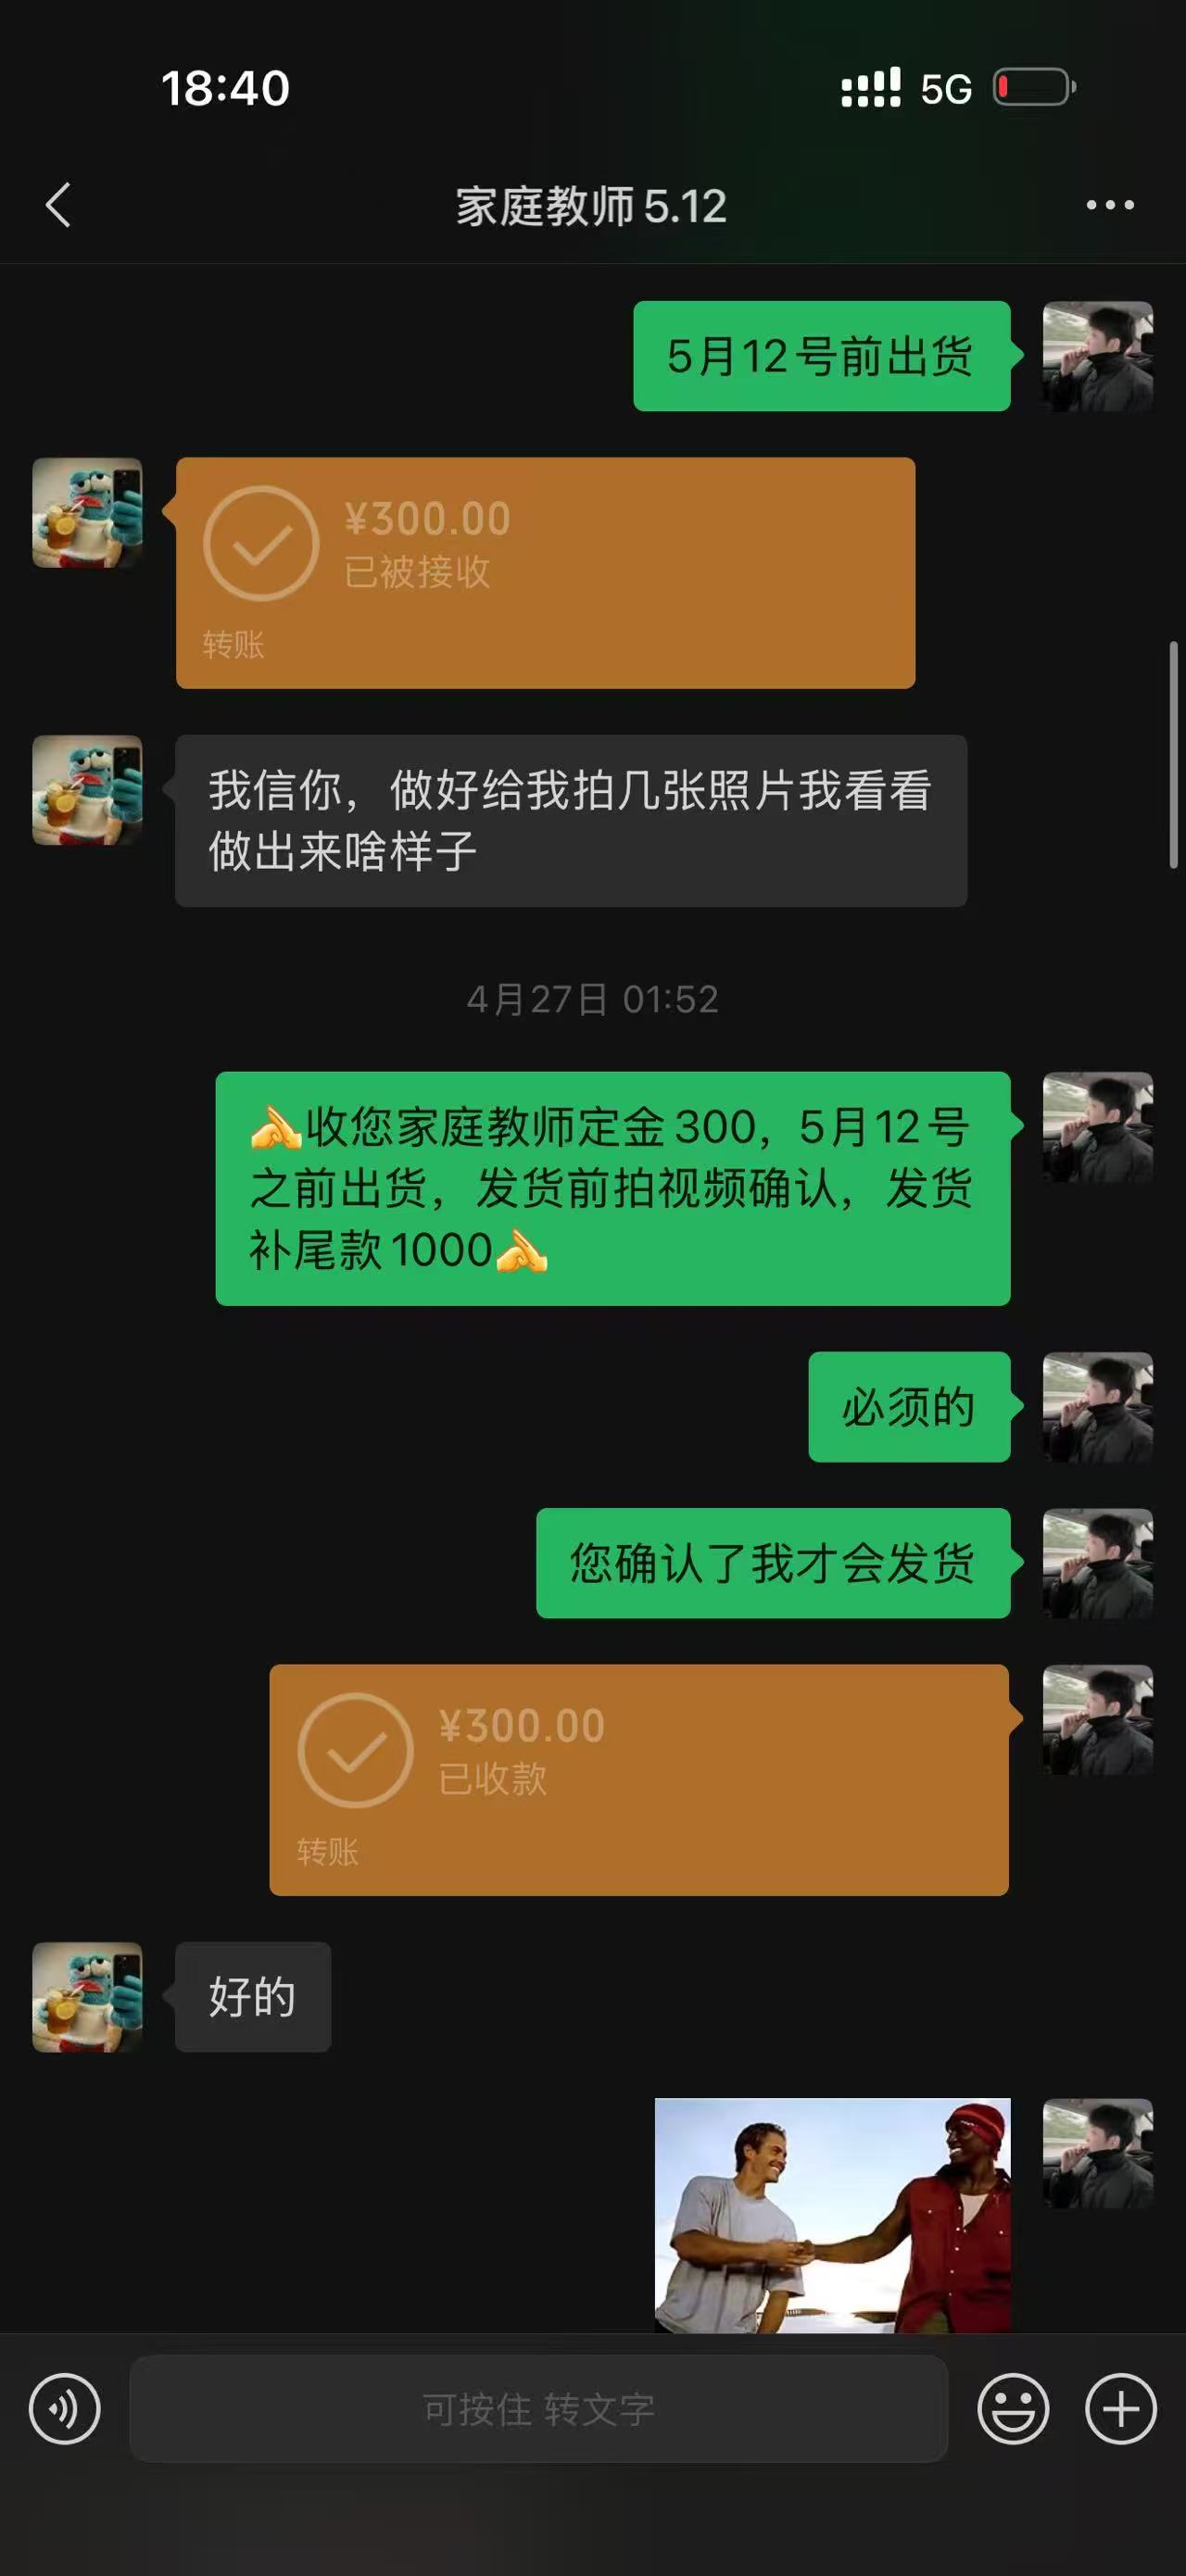 18:40
5G
家庭教师5.12
5月12号前出货
¥300.00
已被接收
转账
我信你，做好给我拍几张照片我看看
做出来啥样子
4月27日 01:52
收您家庭教师定金300，5月12号
之前出货，发货前拍视频确认，发货
补尾款1000
必须的
您确认了我才会发货
¥300.00
已收款
转账
好的
可按住 转文字